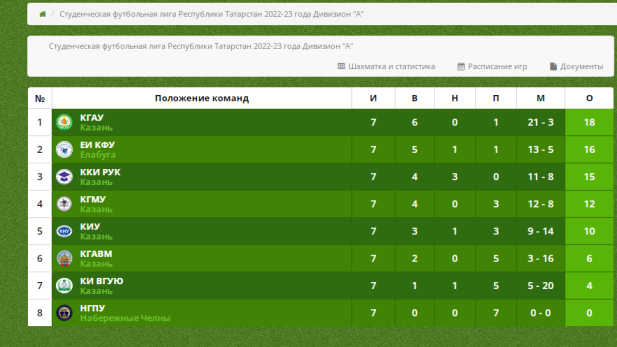 Студенческая футбольная лига Республики Татарстан 2022-23 года Дивизион "А"
Студенческая футбольная лига Республики Татарстан 2022-23 года Дивизион "А"
Шахматка и статистика Расписание игр Документы
№ Положение команд И В Н П М О
1 КГАУ 7 6 0 1 21 - 3 18
Казань
2 ЕИ КФУ 7 5 1 1 13 - 5 16
Елабуга
3 ККИ РУК 7 4 3 0 11 - 8 15
Казань
4 КГМУ 7 4 0 3 12 - 8 12
Казань
5 КИУ 7 3 1 3 9 - 14 10
Казань
6 КГАВМ 7 2 0 5 3 - 16 6
Казань
7 КИ ВГУЮ 7 1 1 5 5 - 20 4
Казань
8 НГПУ 7 0 0 7 0 - 0 0
Набережные Челны